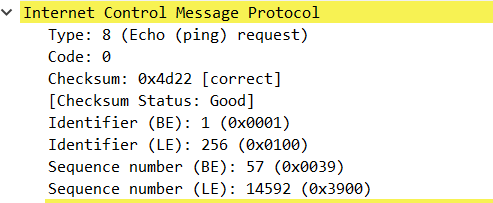 Internet Control Message Protocol
Type: 8 (Echo (ping) request)
Code: 0
Checksum: 0x4d22 [correct]
[Checksum Status: Good]
Identifier (BE): 1 (0x0001)
Identifier (LE): 256 (0x0100)
Sequence number (BE): 57 (0x0039)
Sequence number (LE): 14592 (0x3900)